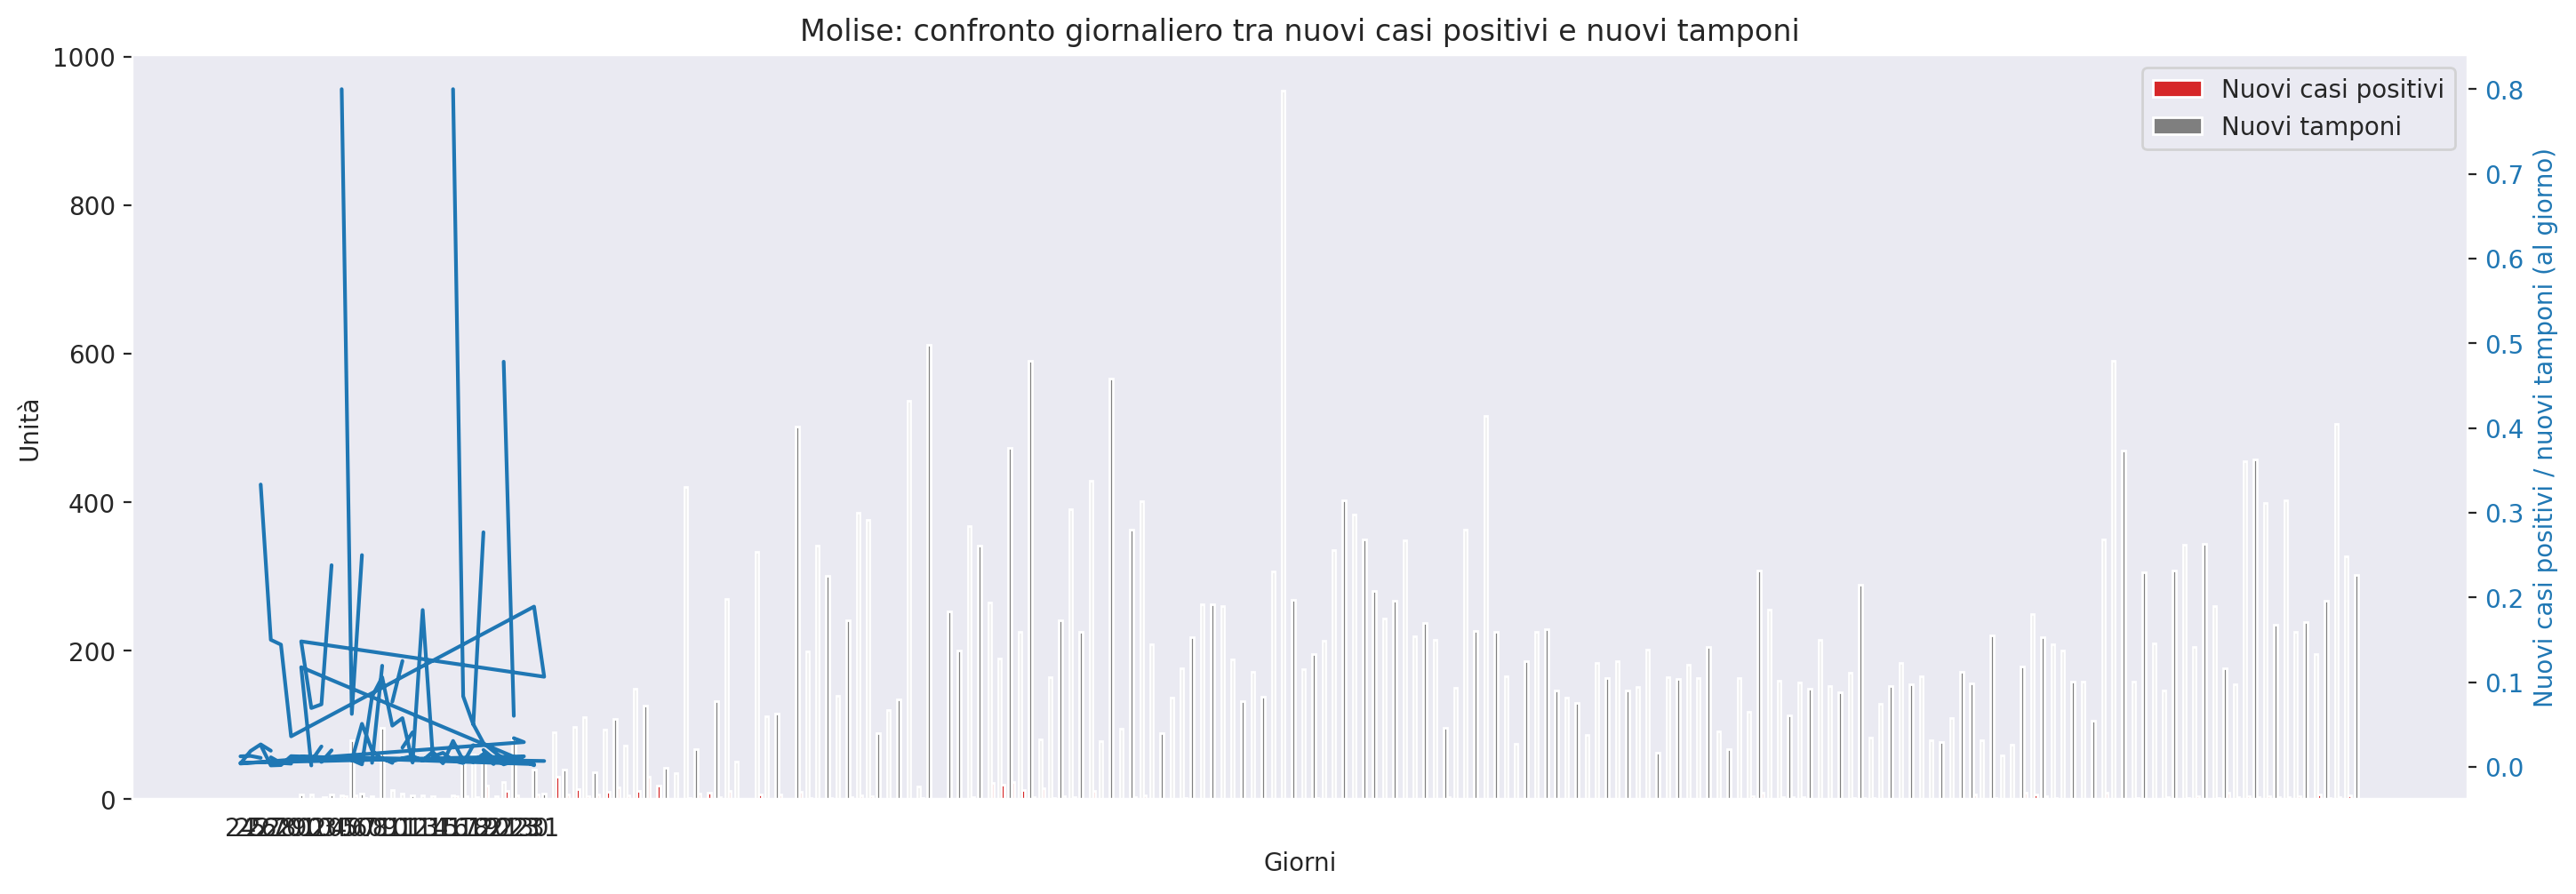 Molise: confronto giornaliero tra nuovi casi positivi e nuovi tamponi
1000
800
600
400
200
0
Unità
Nuovi casi positivi
Nuovi tamponi
0.8
0.7
0.6
0.5
0.4
0.3
0.2
0.1
0.0
Nuovi casi positivi / nuovi tamponi (al giorno)
Giorni